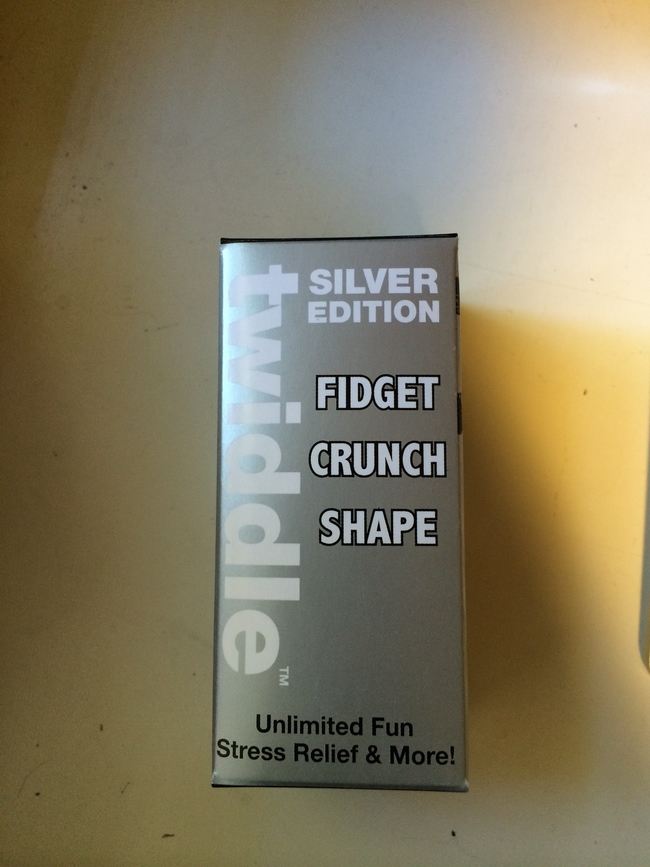 twiddle™
SILVER
EDITION
FIDGET
CRUNCH
SHAPE
Unlimited Fun
Stress Relief & More!